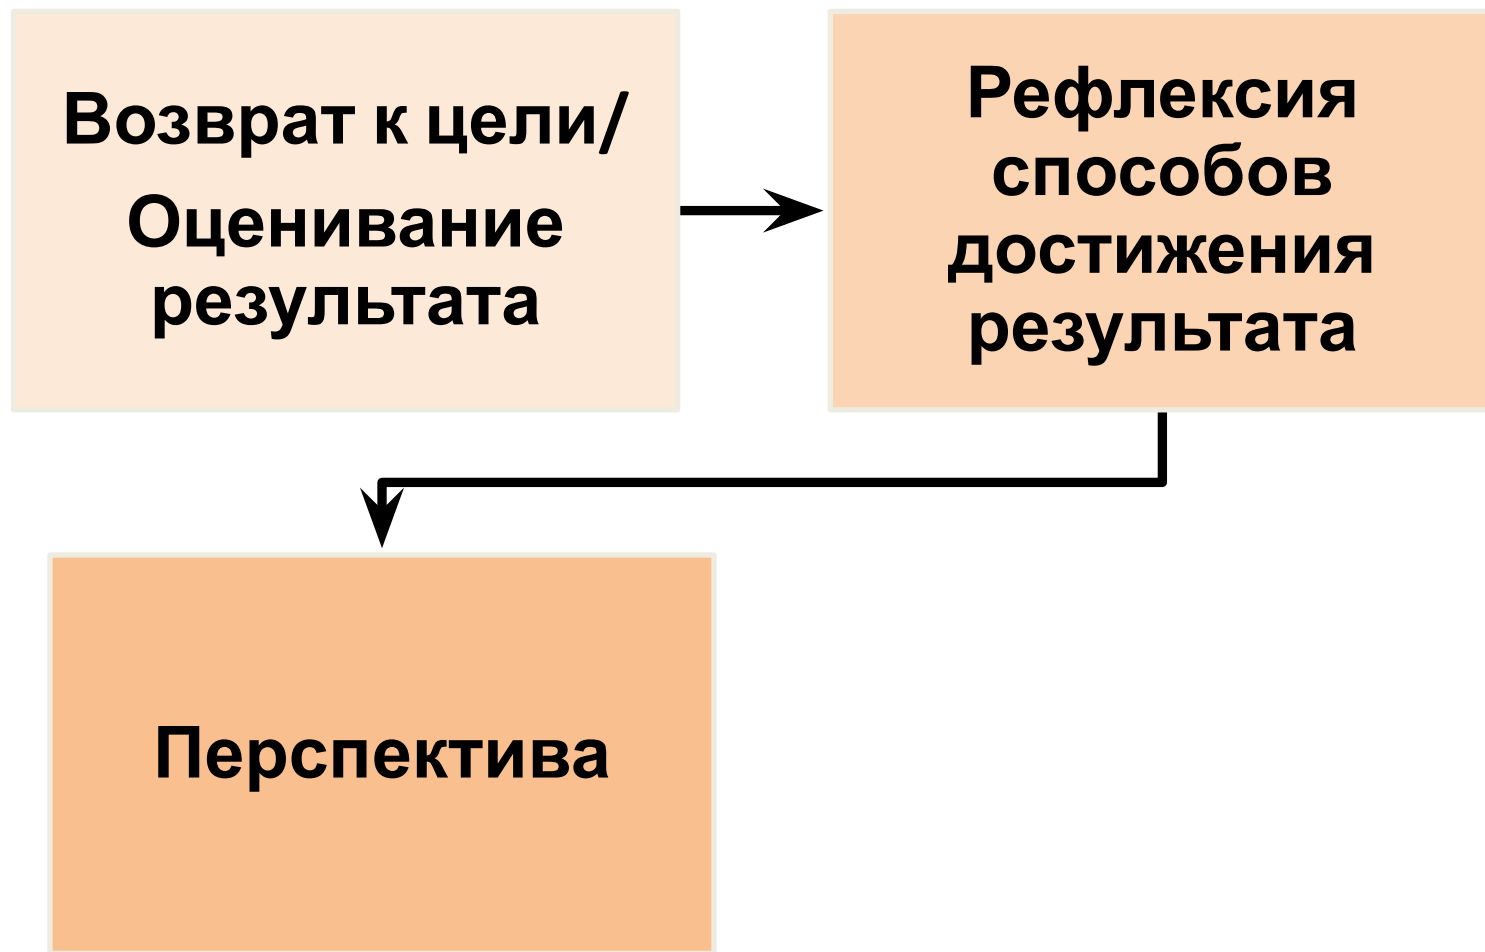 Возврат к цели/
Оценивание
результата
Рефлексия
способов
достижения
результата
Перспектива